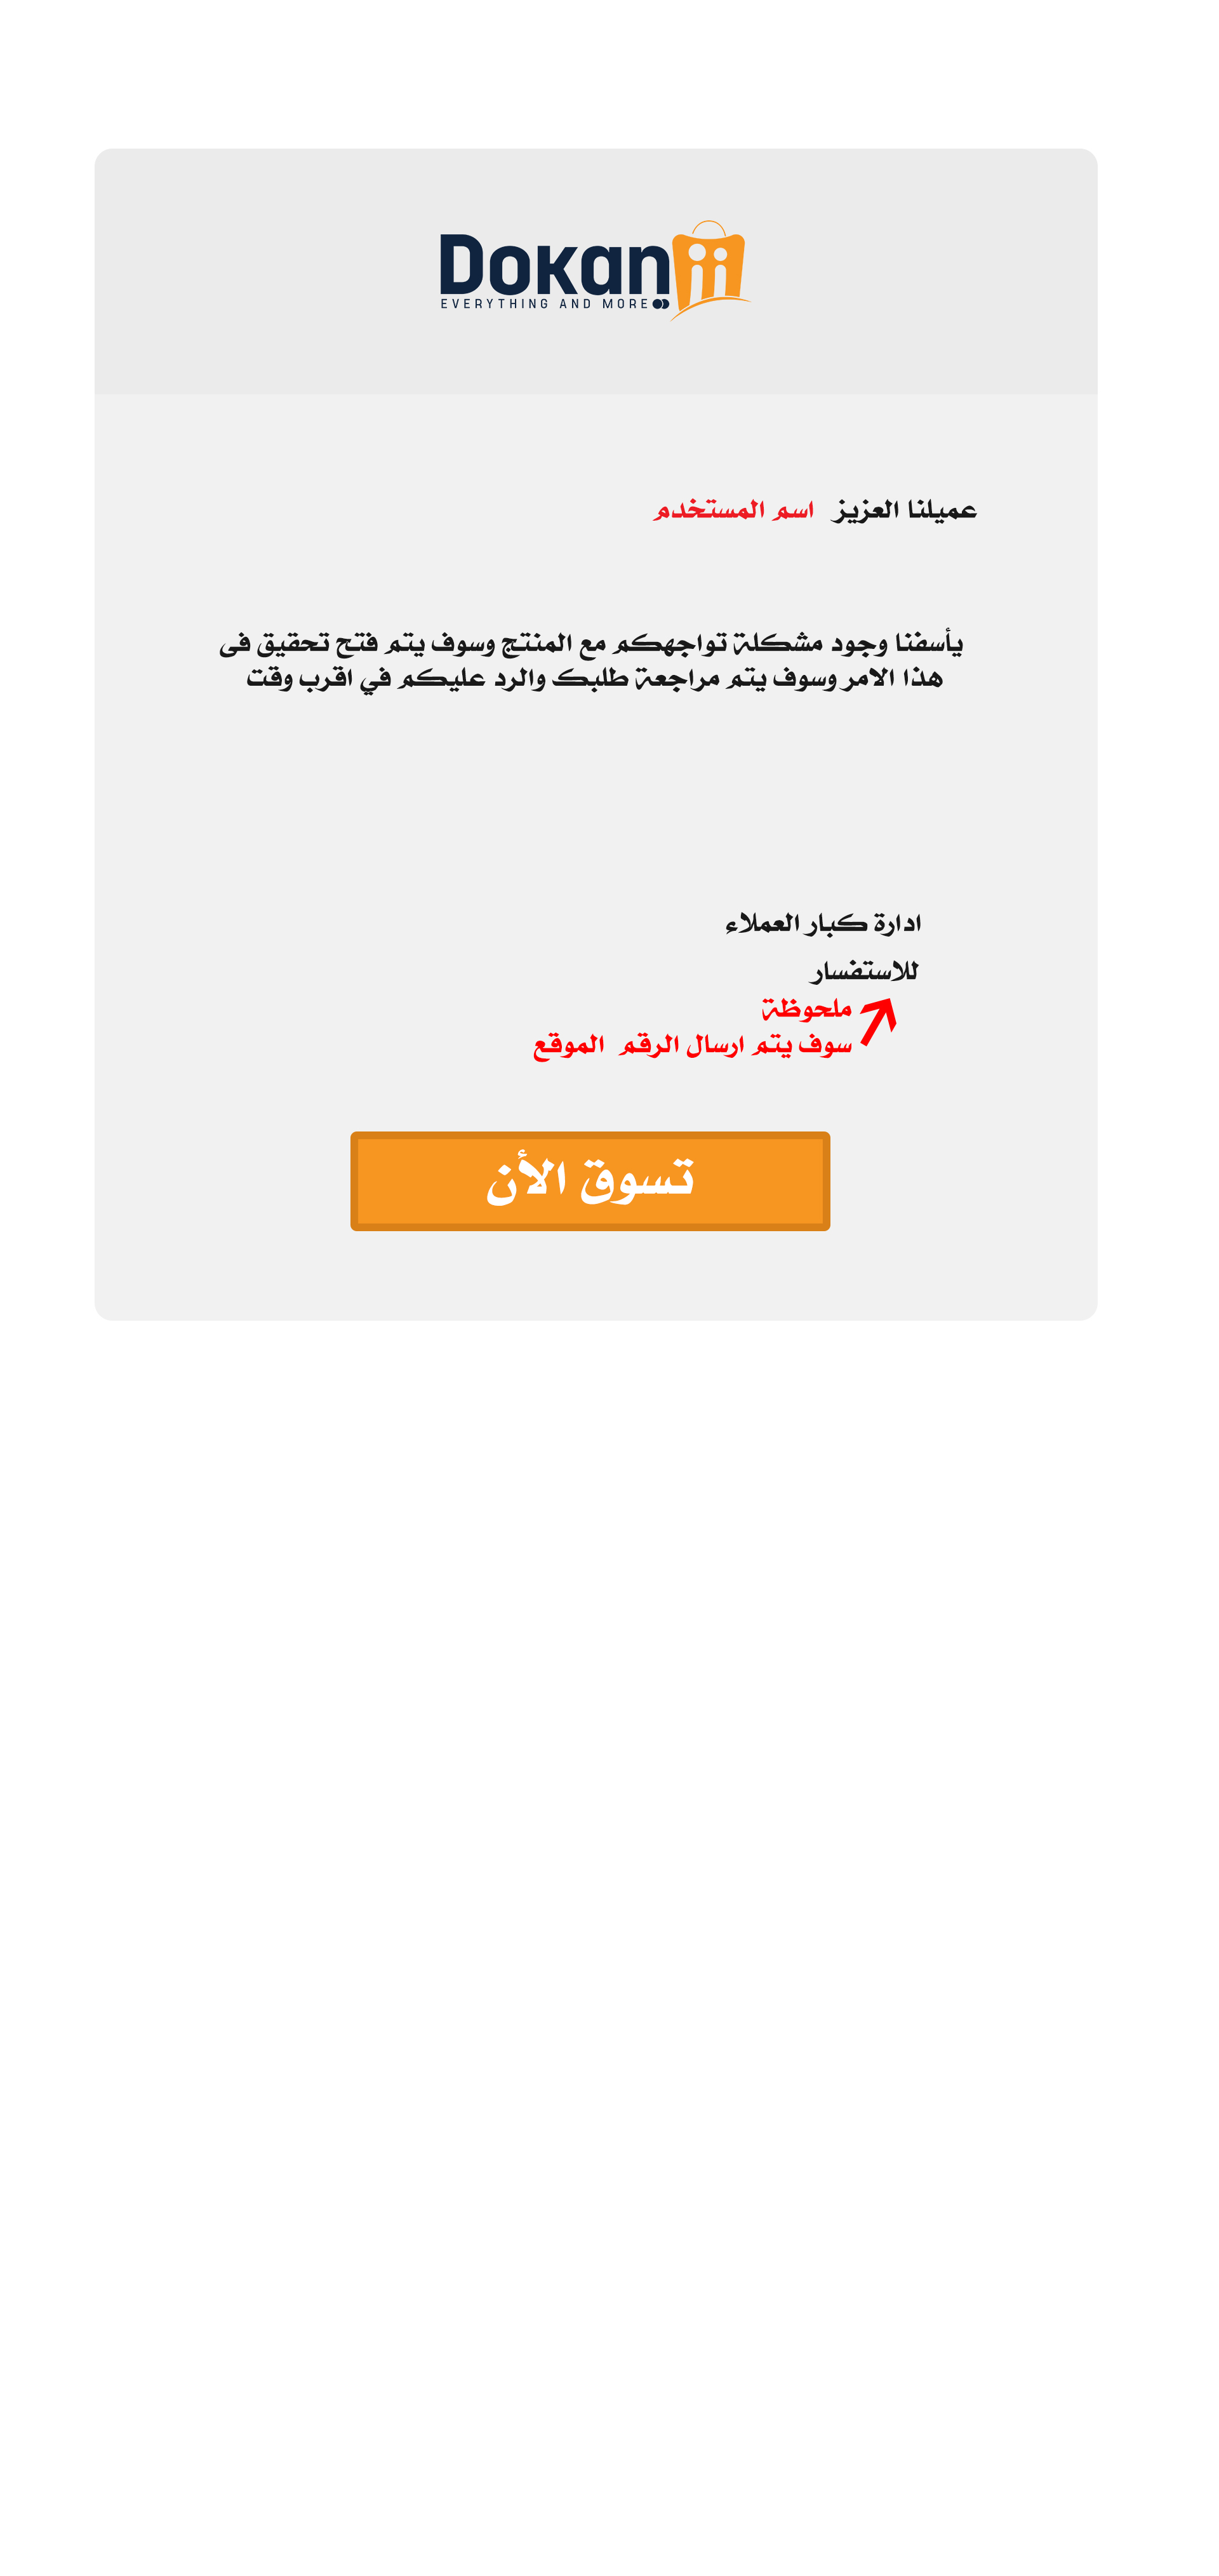 Dokan
EVERYTHING AND MORE
عميلنا العزيز اسم المستخدم
يأسفنا وجود مشكلة تواجهكم مع المنتج وسوف يتم فتح تحقيق فى
هذا الامر وسوف يتم مراجعة طلبك والرد عليكم في اقرب وقت
ادارة كبار العملاء
للاستفسار
ملحوظة
سوف يتم ارسال الرقم الموقع
تسوق الأن